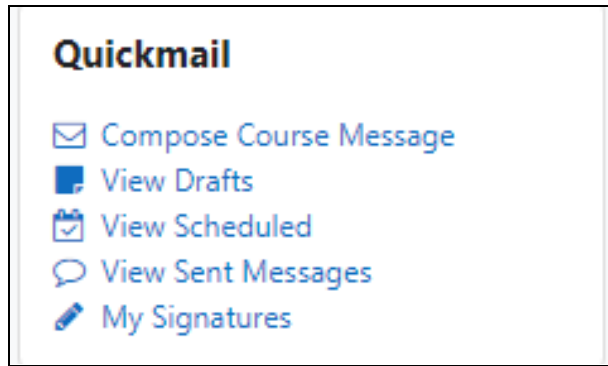 Quickmail
Compose Course Message
View Drafts
View Scheduled
View Sent Messages
My Signatures